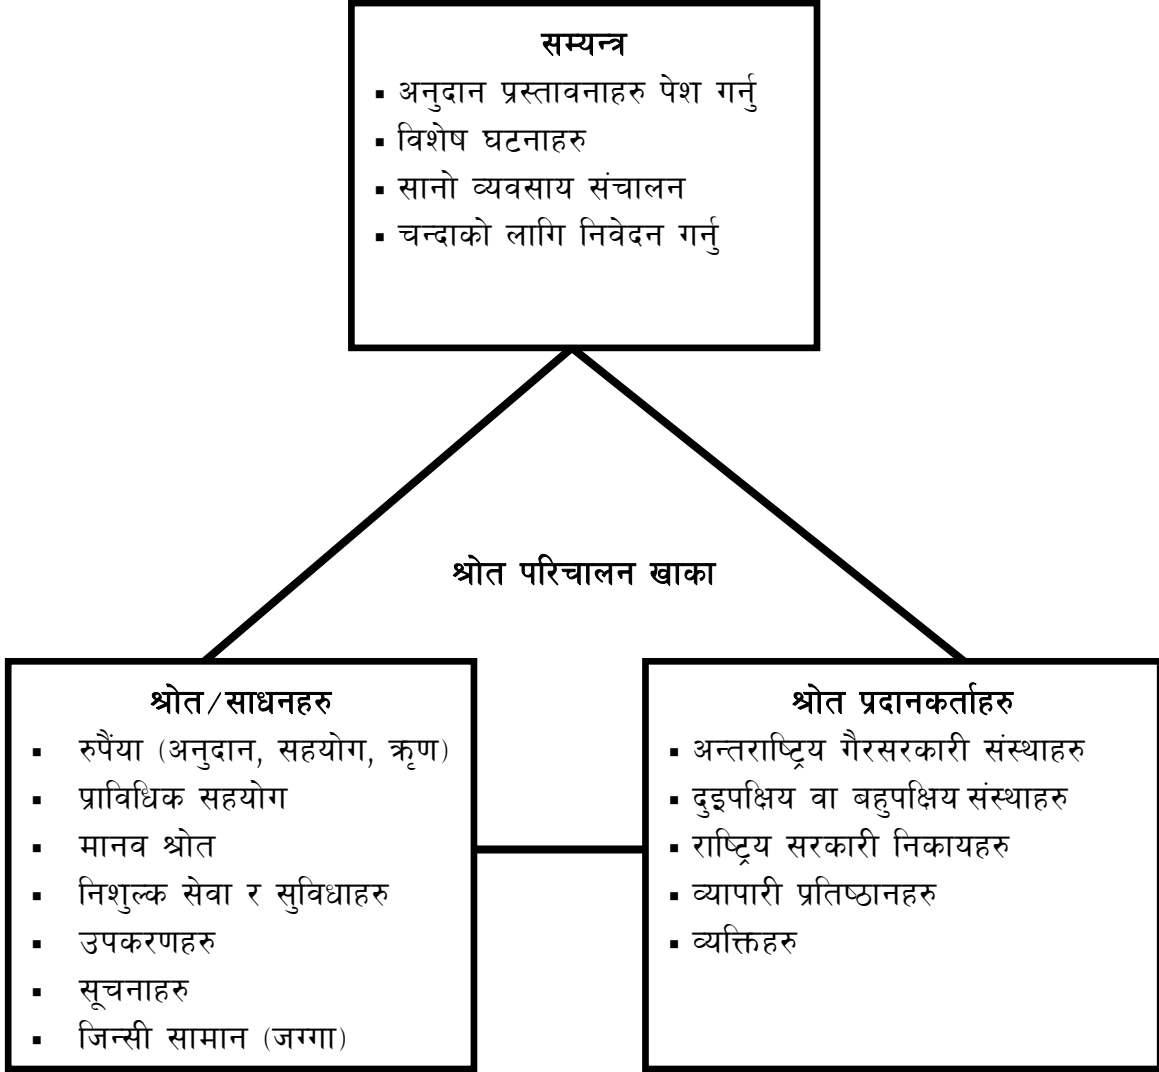 सम्यन्त्र
▪ अनुदान प्रस्तावनाहरु पेश गर्नु
▪ विशेष घटनाहरु
▪ सानो व्यवसाय संचालन
▪ चन्दाको लागि निवेदन गर्नु
श्रोत परिचालन खाका
श्रोत/साधनहरु
▪ रुपैंया (अनुदान, सहयोग, ऋृण)
▪ प्राविधिक सहयोग
▪ मानव श्रोत
▪ निशुल्क सेवा र सुविधाहरु
▪ उपकरणहरु
▪ सूचनाहरु
▪ जिन्सी सामान (जग्गा)
श्रोत प्रदानकर्ताहरु
▪ अन्तराष्ट्रिय गैरसरकारी संस्थाहरु
▪ दुइपक्षिय वा बहुपक्षिय संस्थाहरु
▪ राष्ट्रिय सरकारी निकायहरु
▪ व्यापारी प्रतिष्ठानहरु
▪ व्यक्तिहरु